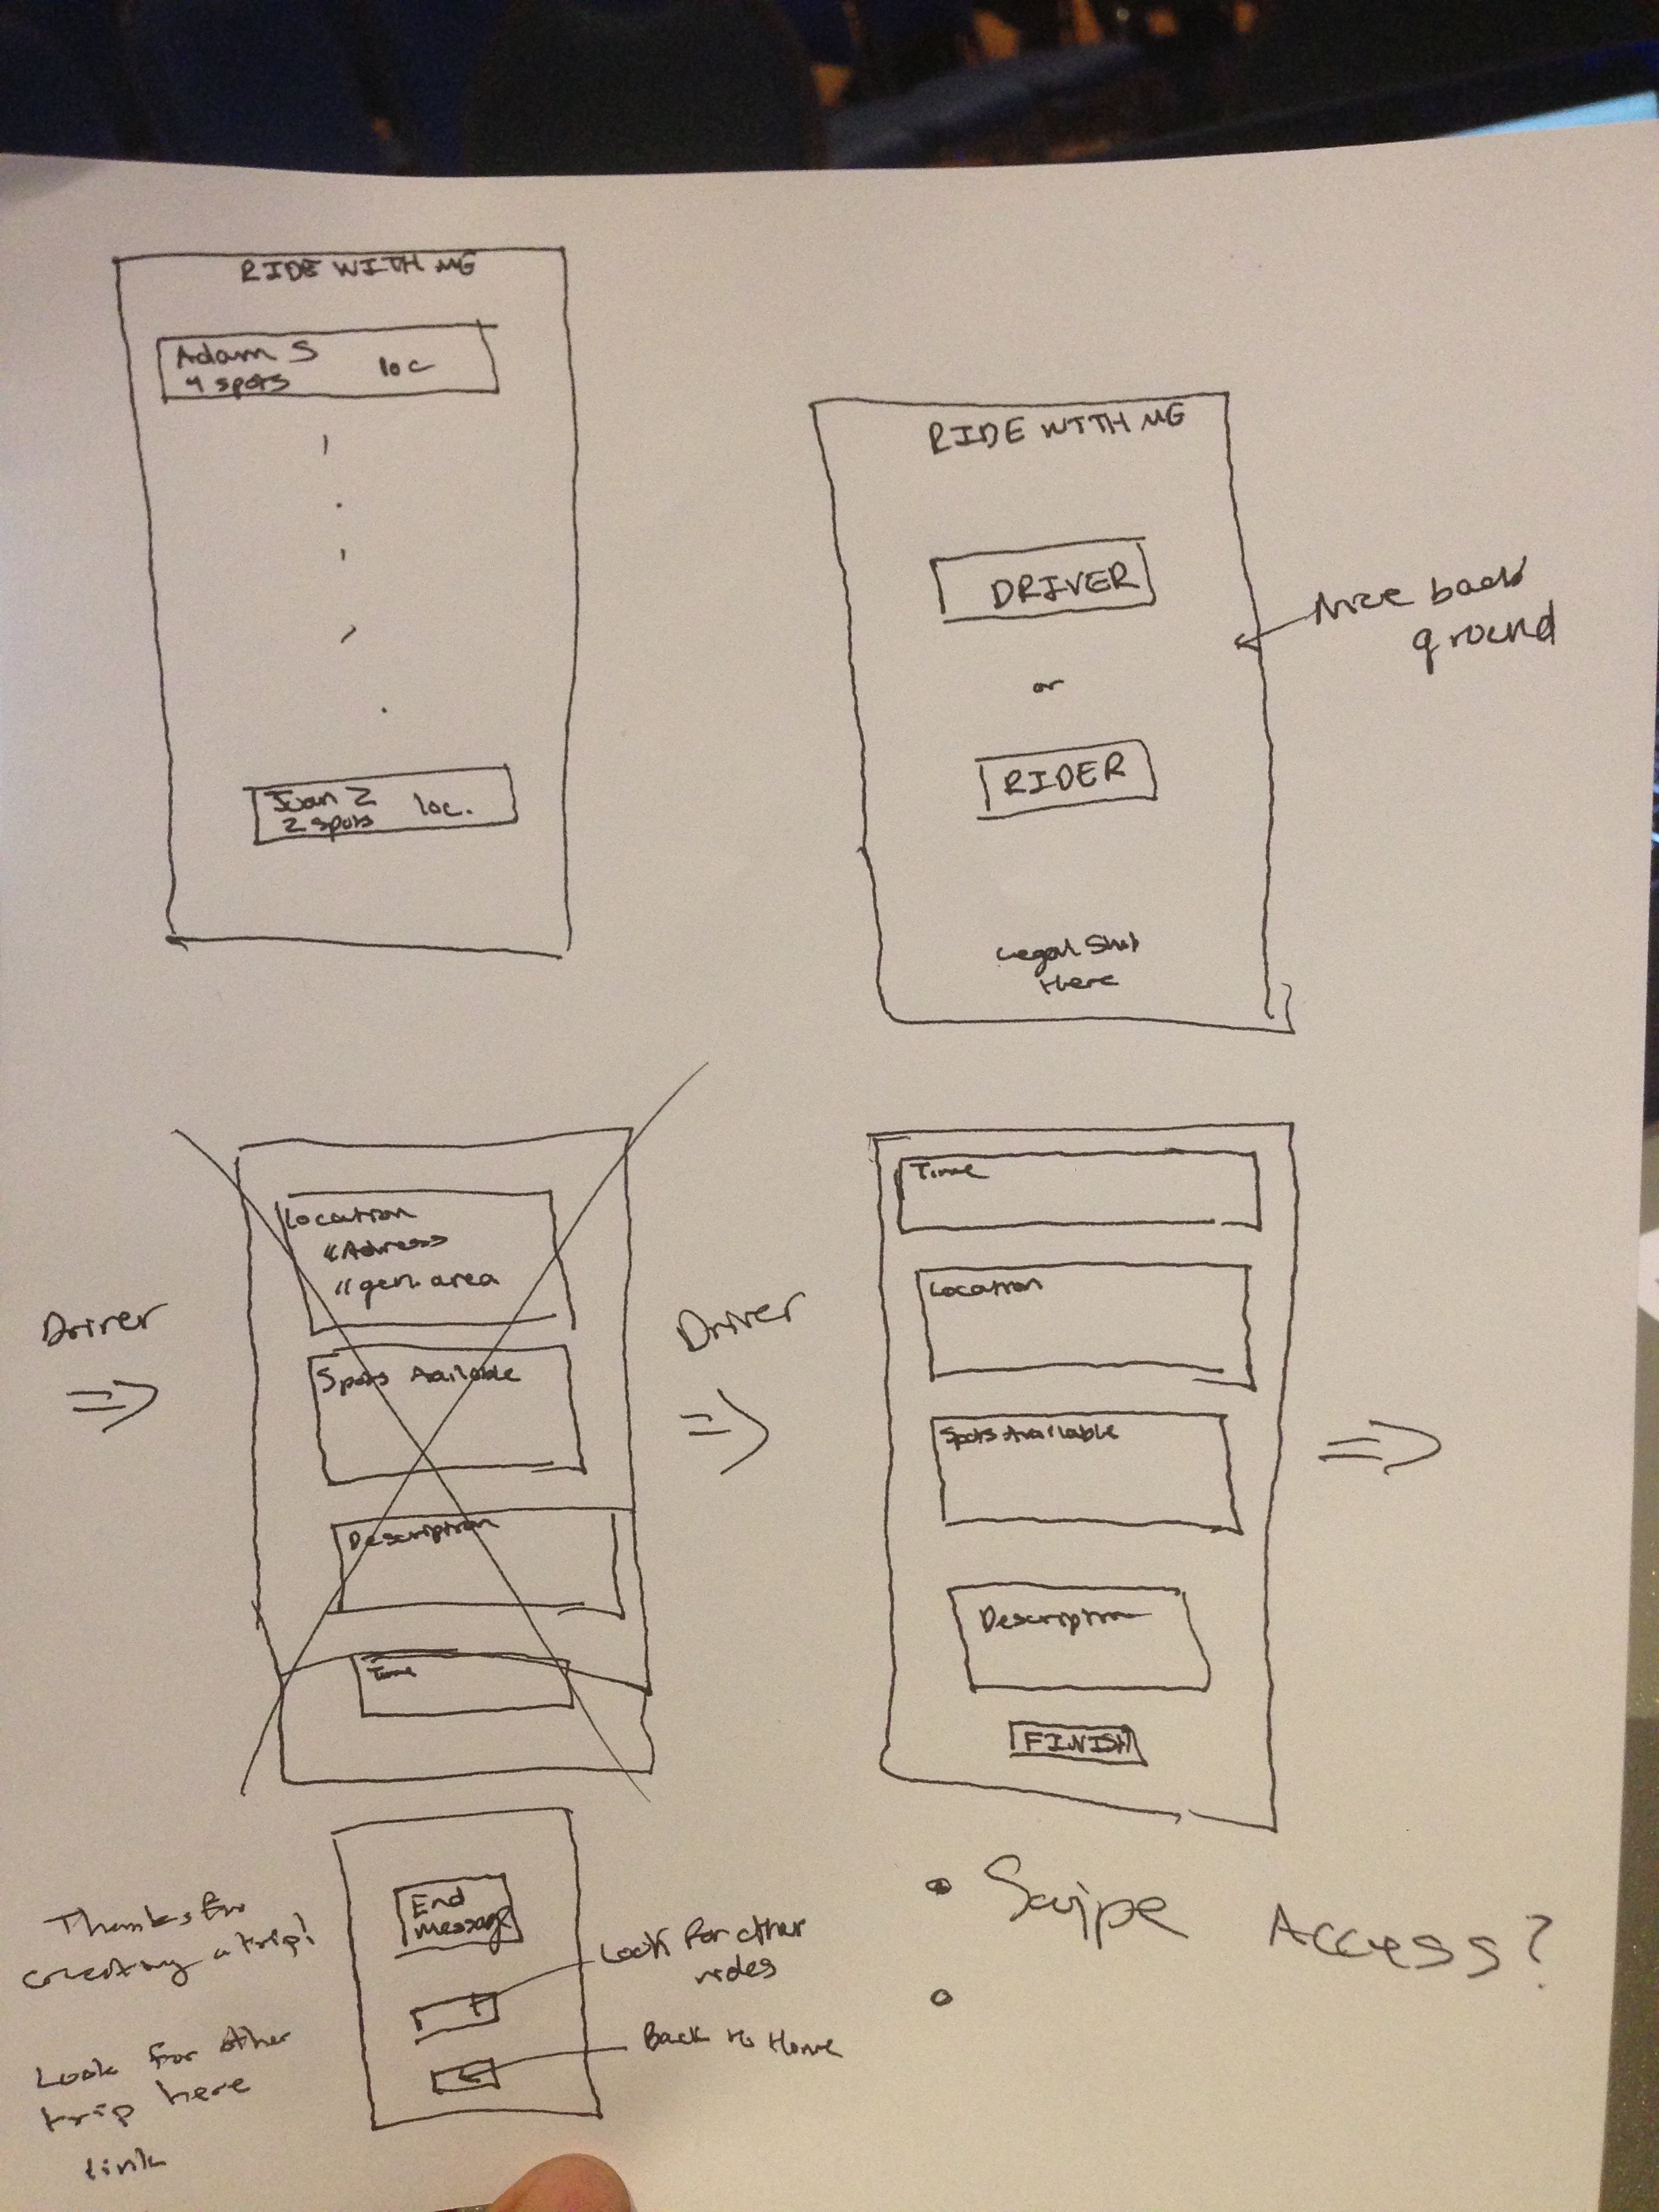 RIDE WITH ME
Adam S
4 spots
loc
Juan Z
2 spots
loc.
RIDE WITH ME
DRIVER
or
RIDER
Legal Shit
Here
Nice back
ground
Driver
=>
Location
"Adress
"gen. area
Spots Available
Description
Time
Driver
=>
Time
Location
Spots Available
Description
FINISH
=>
Thanks for
creating a trip!
Look for other
trip here
link
End
message
Look for other
rides
Back to Home
• Swipe Access?